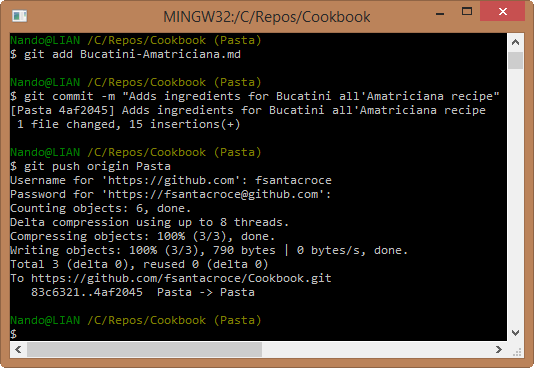 MINGW32:/C/Repos/Cookbook
Nando@LIAN /C/Repos/Cookbook (Pasta)
$ git add Bucatini-Amatriciana.md
Nando@LIAN /C/Repos/Cookbook (Pasta)
$ git commit -m "Adds ingredients for Bucatini all'Amatriciana recipe"
[Pasta 4af2045] Adds ingredients for Bucatini all'Amatriciana recipe
 1 file changed, 15 insertions(+)
Nando@LIAN /C/Repos/Cookbook (Pasta)
$ git push origin Pasta
Username for 'https://github.com': fsantacroce
Password for 'https://fsantacroce@github.com':
Counting objects: 6, done.
Delta compression using up to 8 threads.
Compressing objects: 100% (3/3), done.
Writing objects: 100% (3/3), 790 bytes | 0 bytes/s, done.
Total 3 (delta 0), reused 0 (delta 0)
To https://github.com/fsantacroce/Cookbook.git
   83c6321..4af2045  Pasta -> Pasta
Nando@LIAN /C/Repos/Cookbook (Pasta)
$